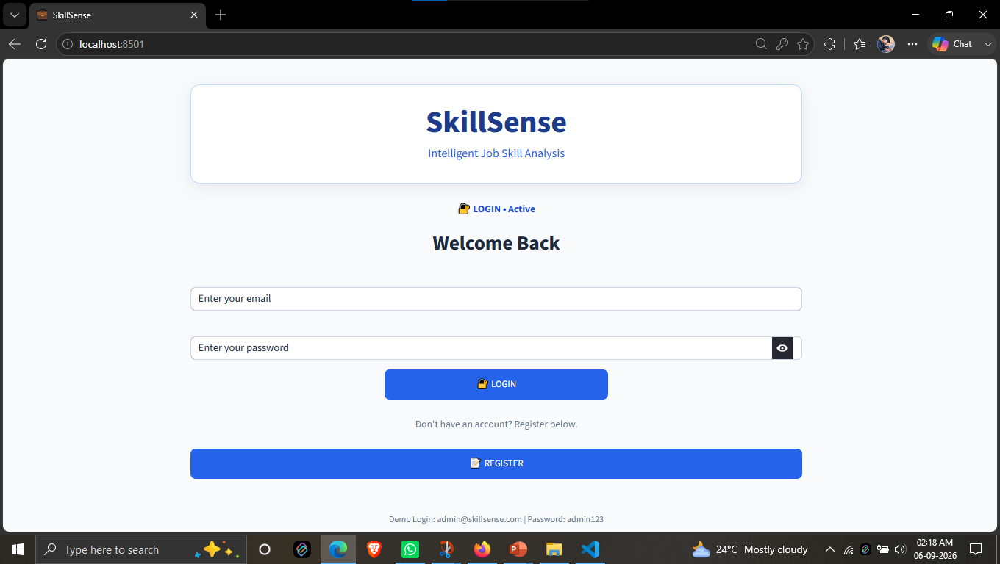 SkillSense
localhost:8501
Chat
SkillSense
Intelligent Job Skill Analysis
LOGIN • Active
Welcome Back
Enter your email
Enter your password
LOGIN
Don't have an account? Register below.
REGISTER
Demo Login: admin@skillsense.com | Password: admin123
Type here to search
24°C Mostly cloudy
02:18 AM
06-09-2026